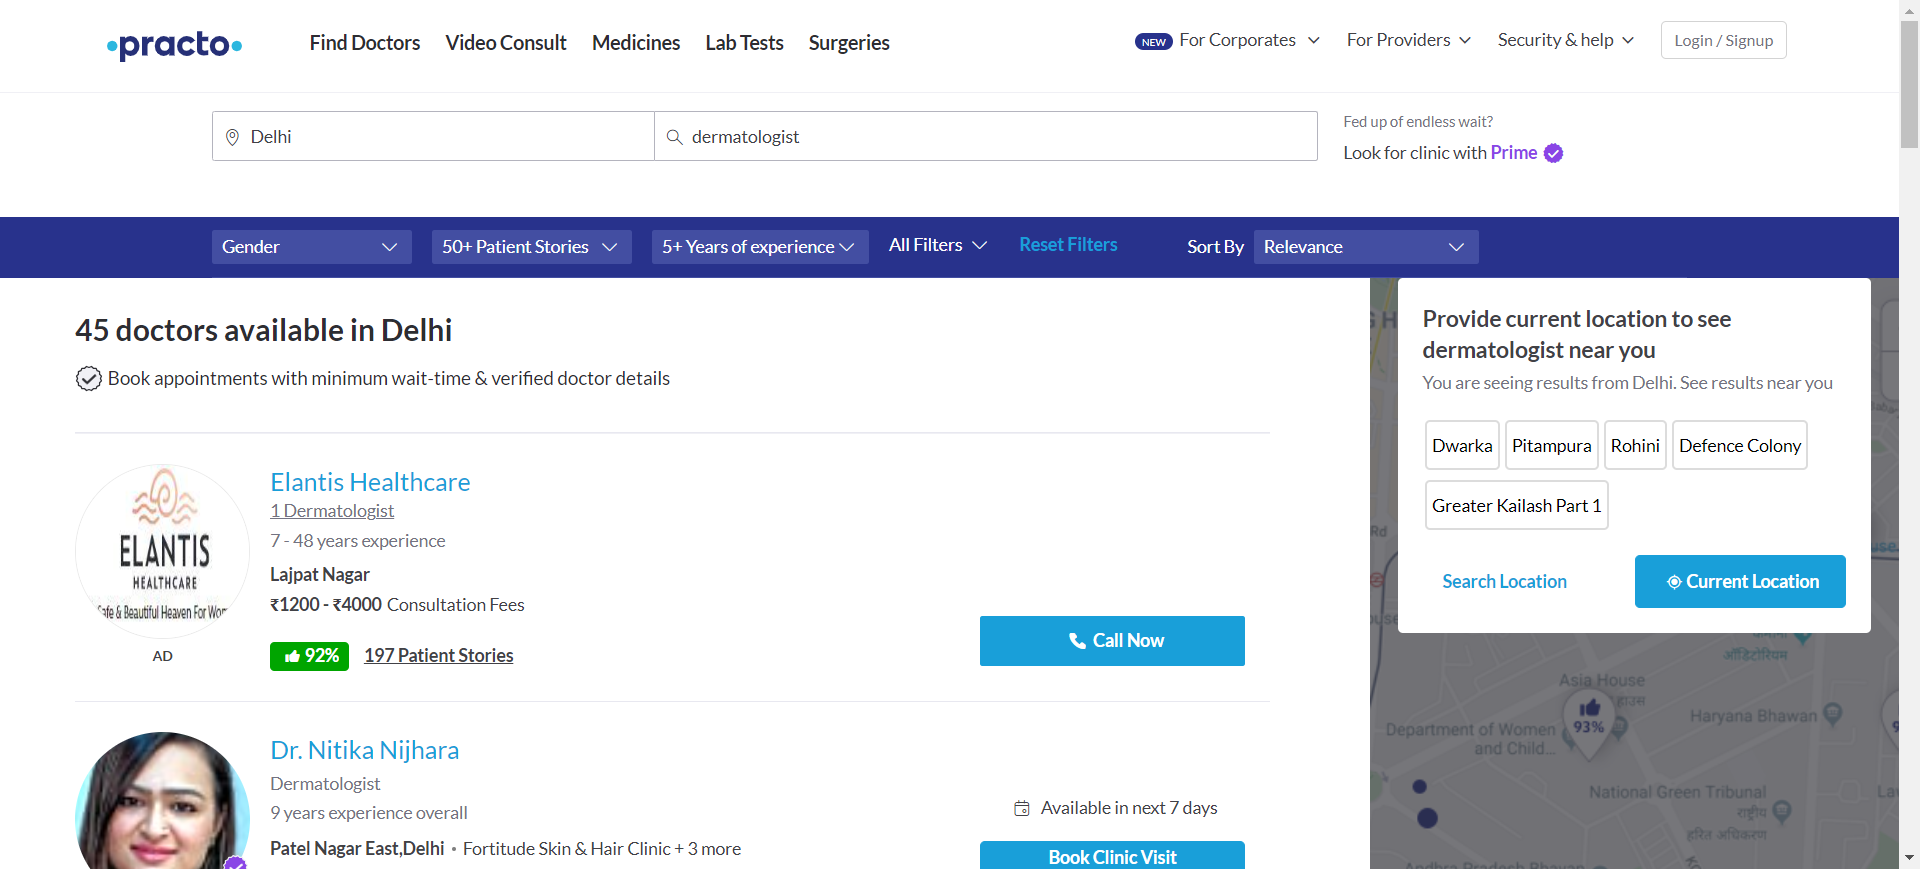 practo
Find Doctors
Video Consult
Medicines
Lab Tests
Surgeries
NEW For Corporates
For Providers
Security & help
Login / Signup
Delhi
dermatologist
Fed up of endless wait?
Look for clinic with Prime
Gender
50+ Patient Stories
5+ Years of experience
All Filters
Reset Filters
Sort By
Relevance
45 doctors available in Delhi
Book appointments with minimum wait-time & verified doctor details
ELANTIS
HEALTHCARE
AD
Elantis Healthcare
1 Dermatologist
7 - 48 years experience
Lajpat Nagar
₹1200 - ₹4000 Consultation Fees
92%
197 Patient Stories
Call Now
Dr. Nitika Nijhara
Dermatologist
9 years experience overall
Patel Nagar East,Delhi • Fortitude Skin & Hair Clinic + 3 more
Available in next 7 days
Book Clinic Visit
Provide current location to see
dermatologist near you
You are seeing results from Delhi. See results near you
Dwarka
Pitampura
Rohini
Defence Colony
Greater Kailash Part 1
Search Location
Current Location
Rd
ऑडिटोरियम
Asia House
हाउस
93%
Haryana Bhawan
Department of Women
and Child...
National Green Tribunal
राष्ट्रीय
हरित अधिकरण
Andhra Pradesh Bhavan